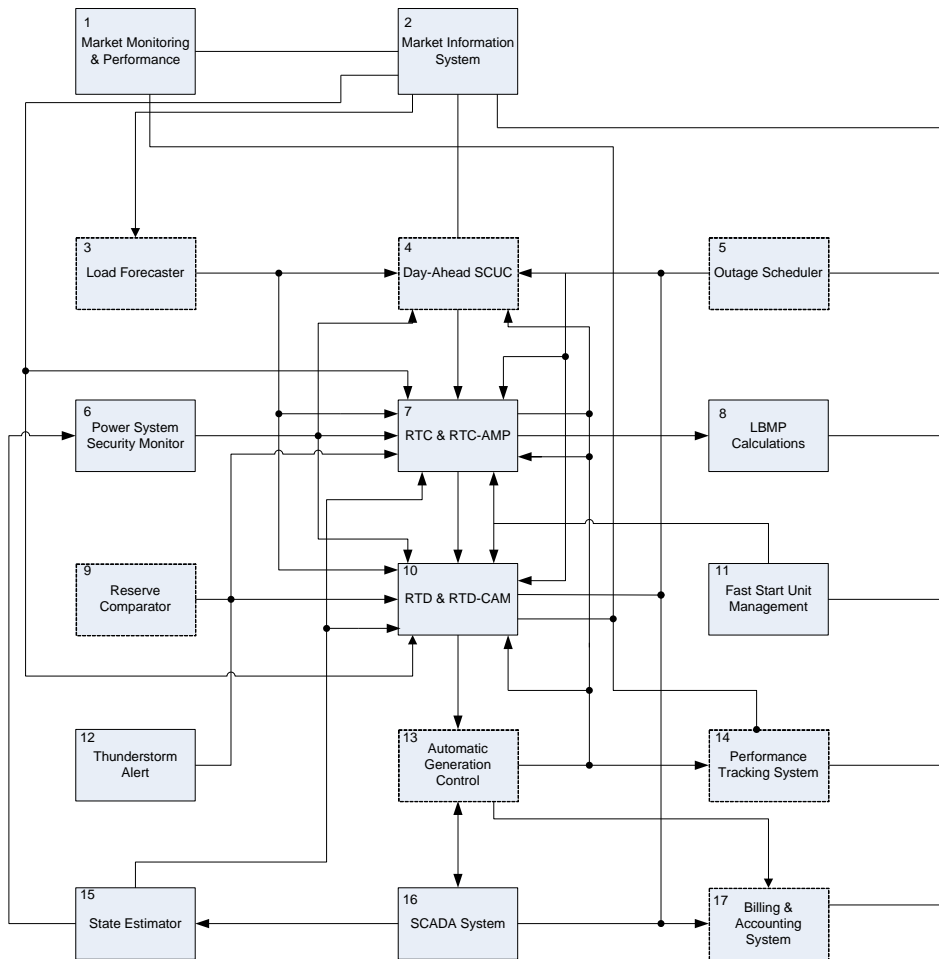 1
Market Monitoring
& Performance
2
Market Information
System
3
Load Forecaster
4
Day-Ahead SCUC
5
Outage Scheduler
6
Power System
Security Monitor
7
RTC & RTC-AMP
8
LBMP
Calculations
9
Reserve
Comparator
10
RTD & RTD-CAM
11
Fast Start Unit
Management
12
Thunderstorm
Alert
13
Automatic
Generation
Control
14
Performance
Tracking System
15
State Estimator
16
SCADA System
17
Billing &
Accounting
System